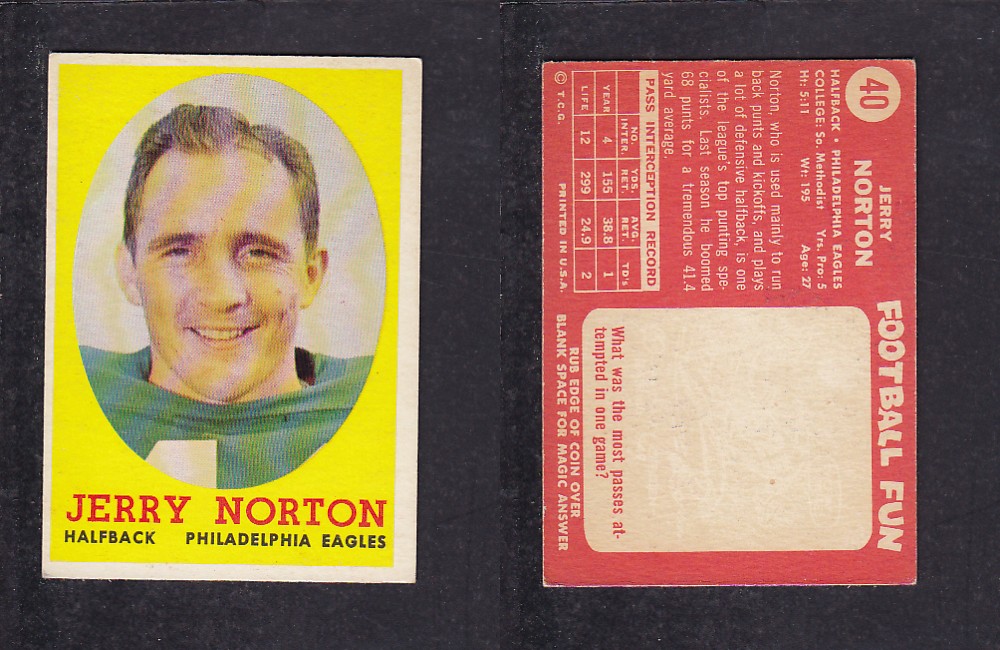 JERRY NORTON
HALFBACK PHILADELPHIA EAGLES
40
JERRY
NORTON
HALFBACK • PHILADELPHIA EAGLES
COLLEGE: So. Methodist Yrs. Pro: 5
Ht: 5:11 Wt: 195 Age: 27
Norton, who is used mainly to run
back punts and kickoffs, and plays
a lot of defensive halfback, is one
of the league's top punting spe-
cialists. Last season he boomed
68 punts for a tremendous 41.4
yard average.
PASS INTERCEPTION RECORD
NO. YDS. AVG.
YEAR INTER. RET. RET. TD's
4 155 38.8 1
LIFE 12 299 24.9 2
© T.C.G. PRINTED IN U.S.A.
FOOTBALL FUN
What was the most passes at-
tempted in one game?
RUB EDGE OF COIN OVER
BLANK SPACE FOR MAGIC ANSWER